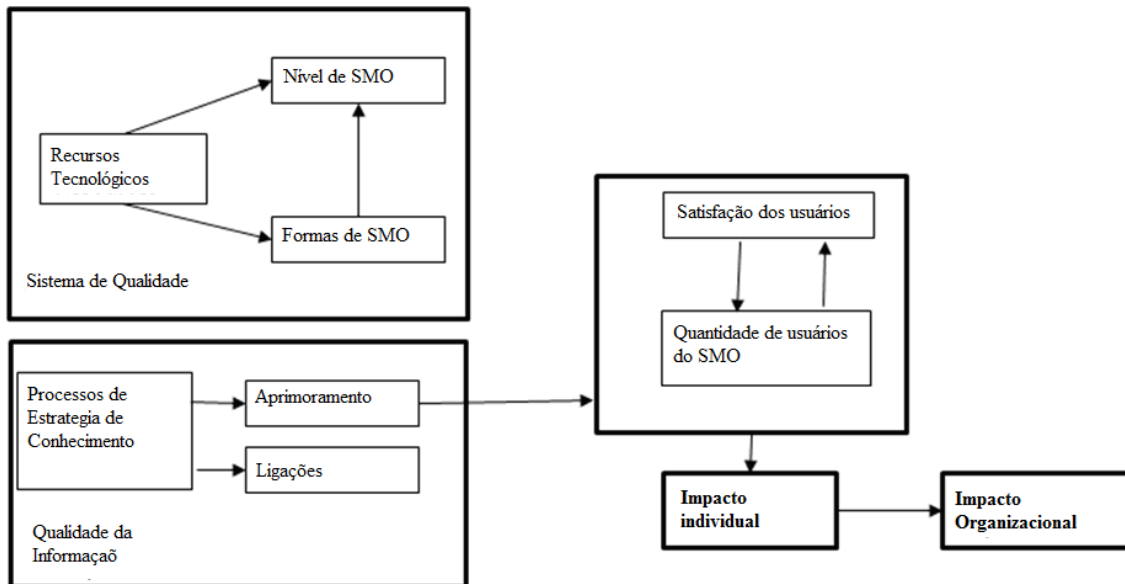 Nível de SMO
Recursos
Tecnológicos
Formas de SMO
Sistema de Qualidade
Processos de
Estrategia de
Conhecimento
Aprimoramento
Ligações
Qualidade da
Informaçaõ
Satisfação dos usuários
Quantidade de usuários
do SMO
Impacto
individual
Impacto
Organizacional